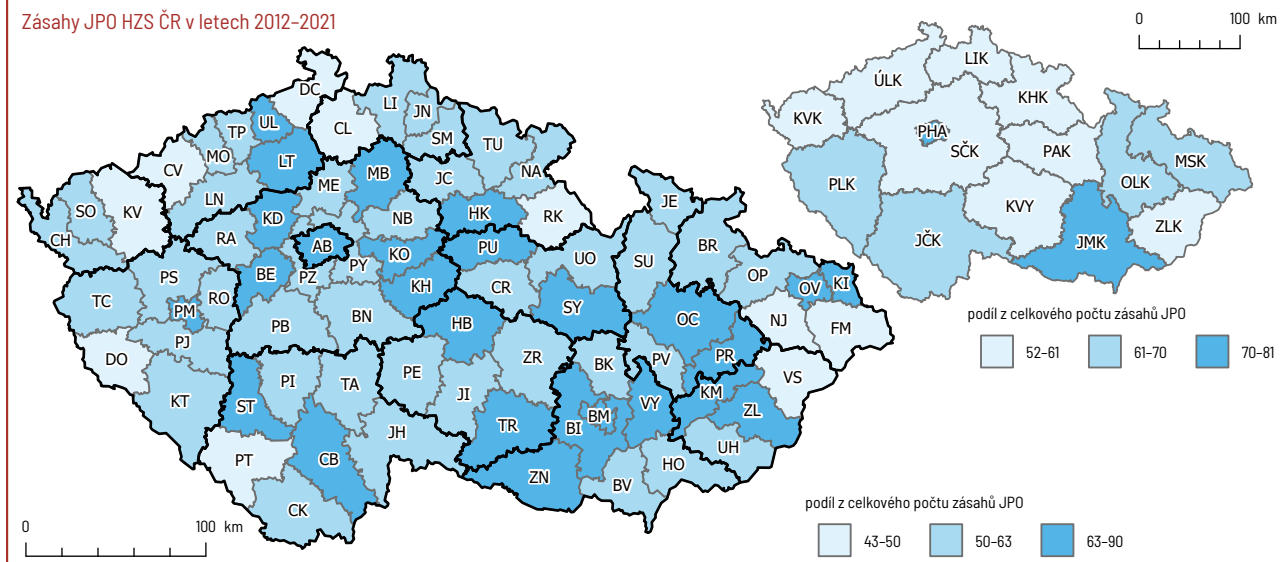 Zásahy JPO HZS ČR v letech 2012–2021
0 100 km
DC
LI
JN
UL
CL
SM
TP
TU
MO
LT
CV
MB
NA
ME
JC
LN
SO
KV
KD
NB
HK
RK
JE
RA
CH
AB
PU
KO
BR
PS
BE
PZ
PY
UO
SU
OP
TC
RO
KH
CR
OV
KI
PM
SY
PB
BN
HB
OC
NJ
FM
PJ
DO
ZR
BK
PV
PR
PE
VS
PI
TA
KT
ST
JI
KM
VY
ZL
BM
TR
BI
JH
UH
PT
CB
HO
ZN
BV
CK
0 100 km
LIK
ÚLK
KHK
KVK
PHA
SČK
PAK
MSK
PLK
OLK
KVY
ZLK
JČK
JMK
podíl z celkového počtu zásahů JPO
52–61 61–70 70–81
podíl z celkového počtu zásahů JPO
43–50 50–63 63–90